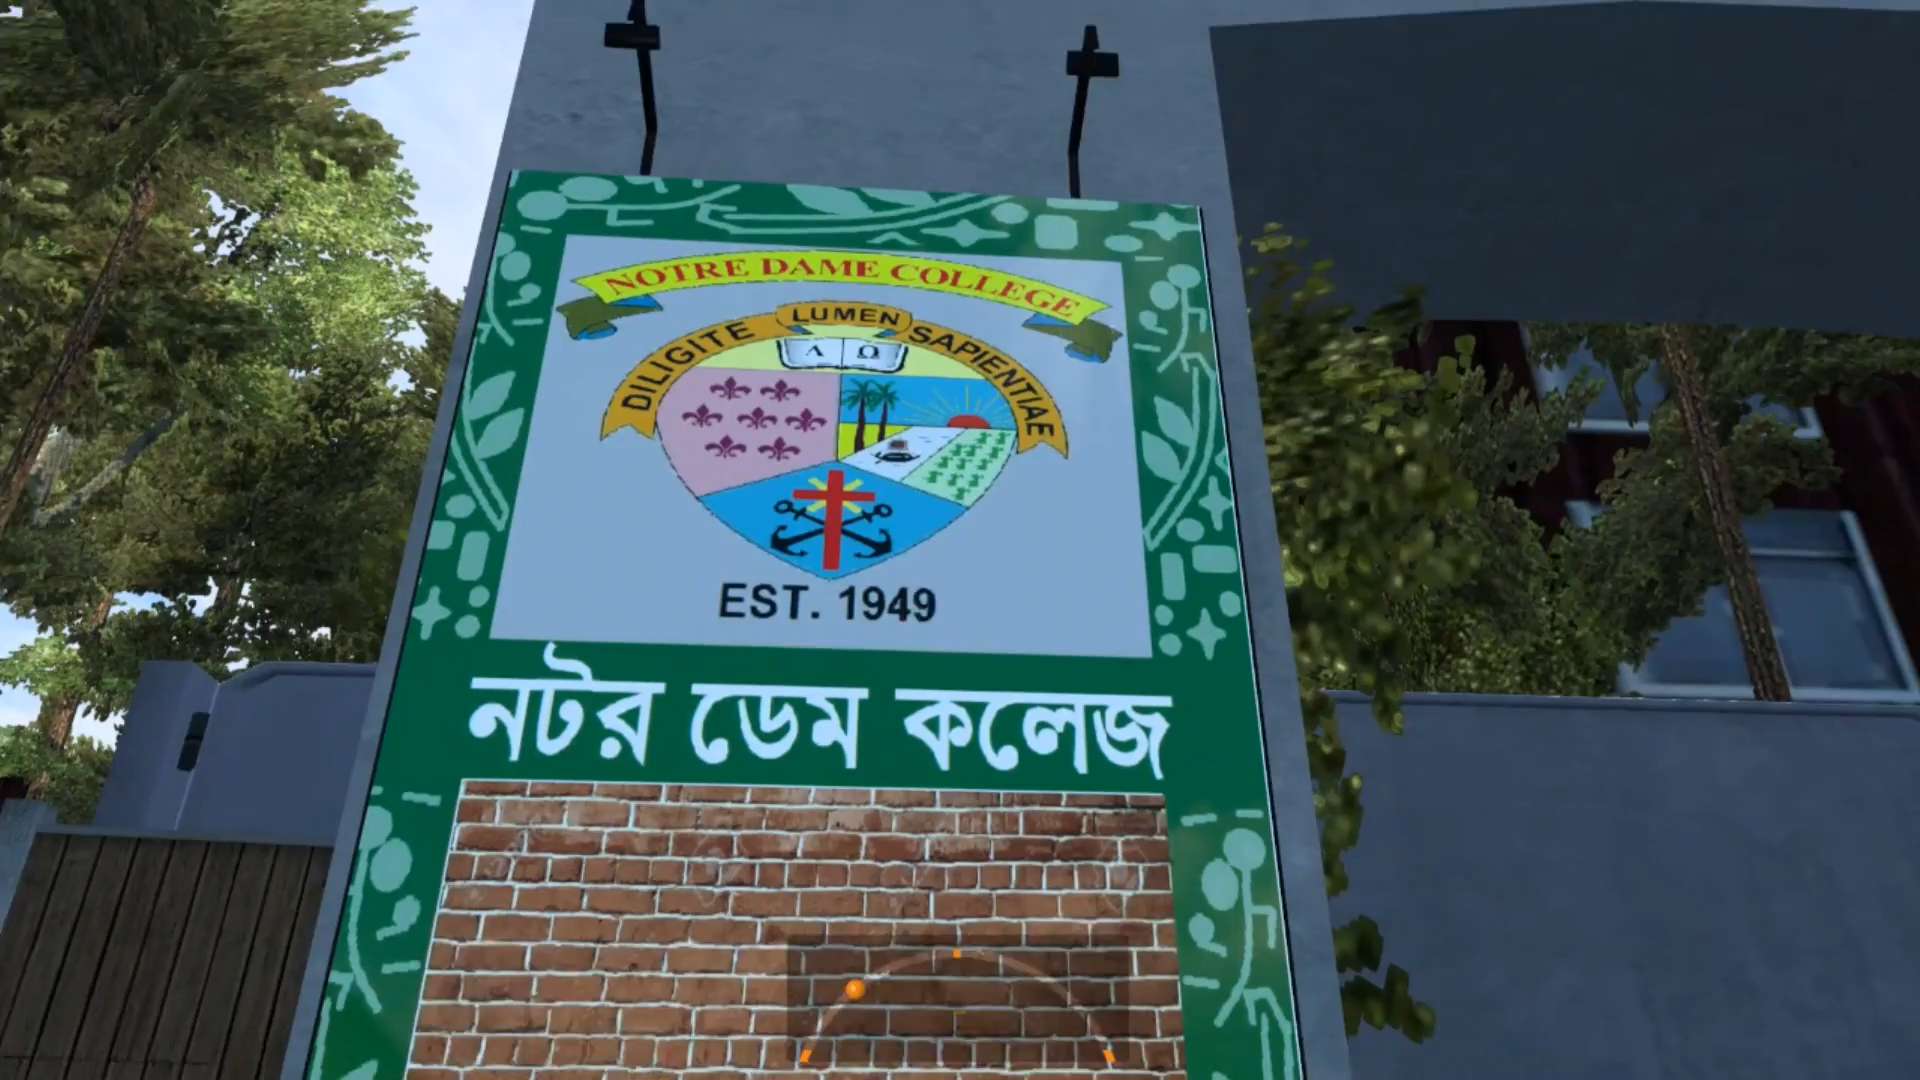 NOTRE DAME COLLEGE
DILIGITE LUMEN SAPIENTIAE
Α Ω
EST. 1949
নটর ডেম কলেজ